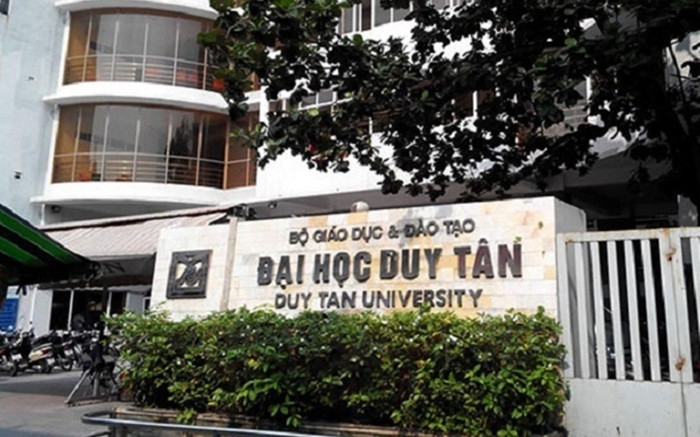 BỘ GIÁO DỤC & ĐÀO TẠO
ĐẠI HỌC DUY TÂN
DUY TAN UNIVERSITY